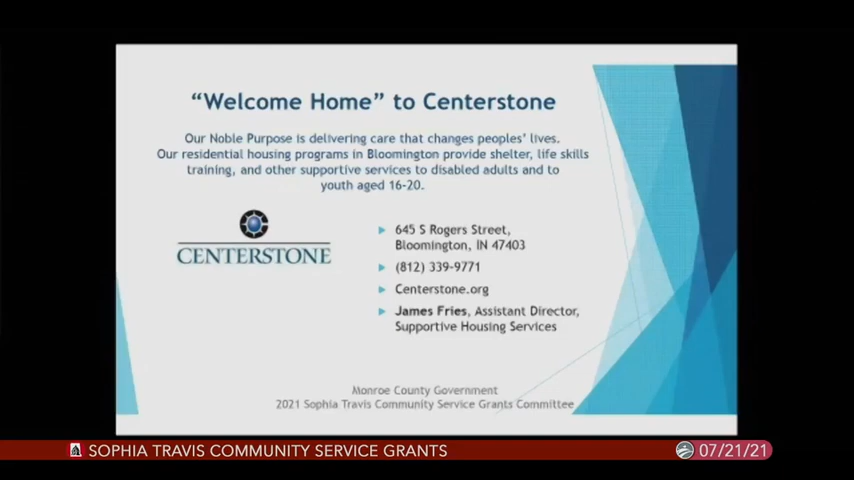 “Welcome Home” to Centerstone
Our Noble Purpose is delivering care that changes peoples’ lives.
Our residential housing programs in Bloomington provide shelter, life skills
training, and other supportive services to disabled adults and to
youth aged 16-20.
CENTERSTONE
645 S Rogers Street,
Bloomington, IN 47403
(812) 339-9771
Centerstone.org
James Fries, Assistant Director,
Supportive Housing Services
Monroe County Government
2021 Sophia Travis Community Service Grants Committee
SOPHIA TRAVIS COMMUNITY SERVICE GRANTS
07/21/21